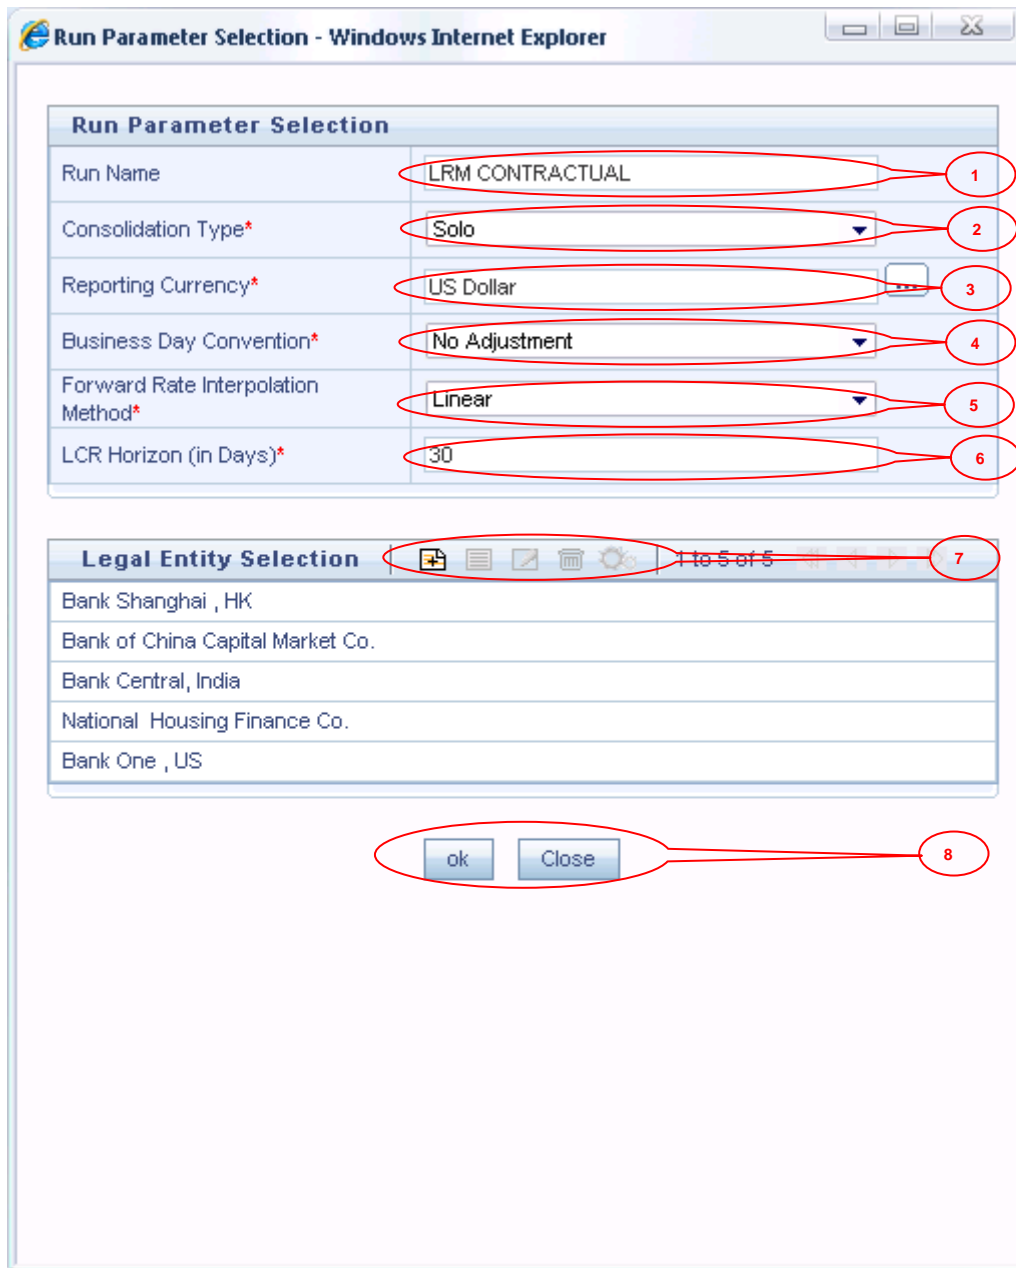 Run Parameter Selection - Windows Internet Explorer
Run Parameter Selection
Run Name LRM CONTRACTUAL 1
Consolidation Type* Solo 2
Reporting Currency* US Dollar ... 3
Business Day Convention* No Adjustment 4
Forward Rate Interpolation
Method* Linear 5
LCR Horizon (in Days)* 30 6
Legal Entity Selection 1 to 5 of 5 7
Bank Shanghai , HK
Bank of China Capital Market Co.
Bank Central, India
National Housing Finance Co.
Bank One , US
ok Close 8